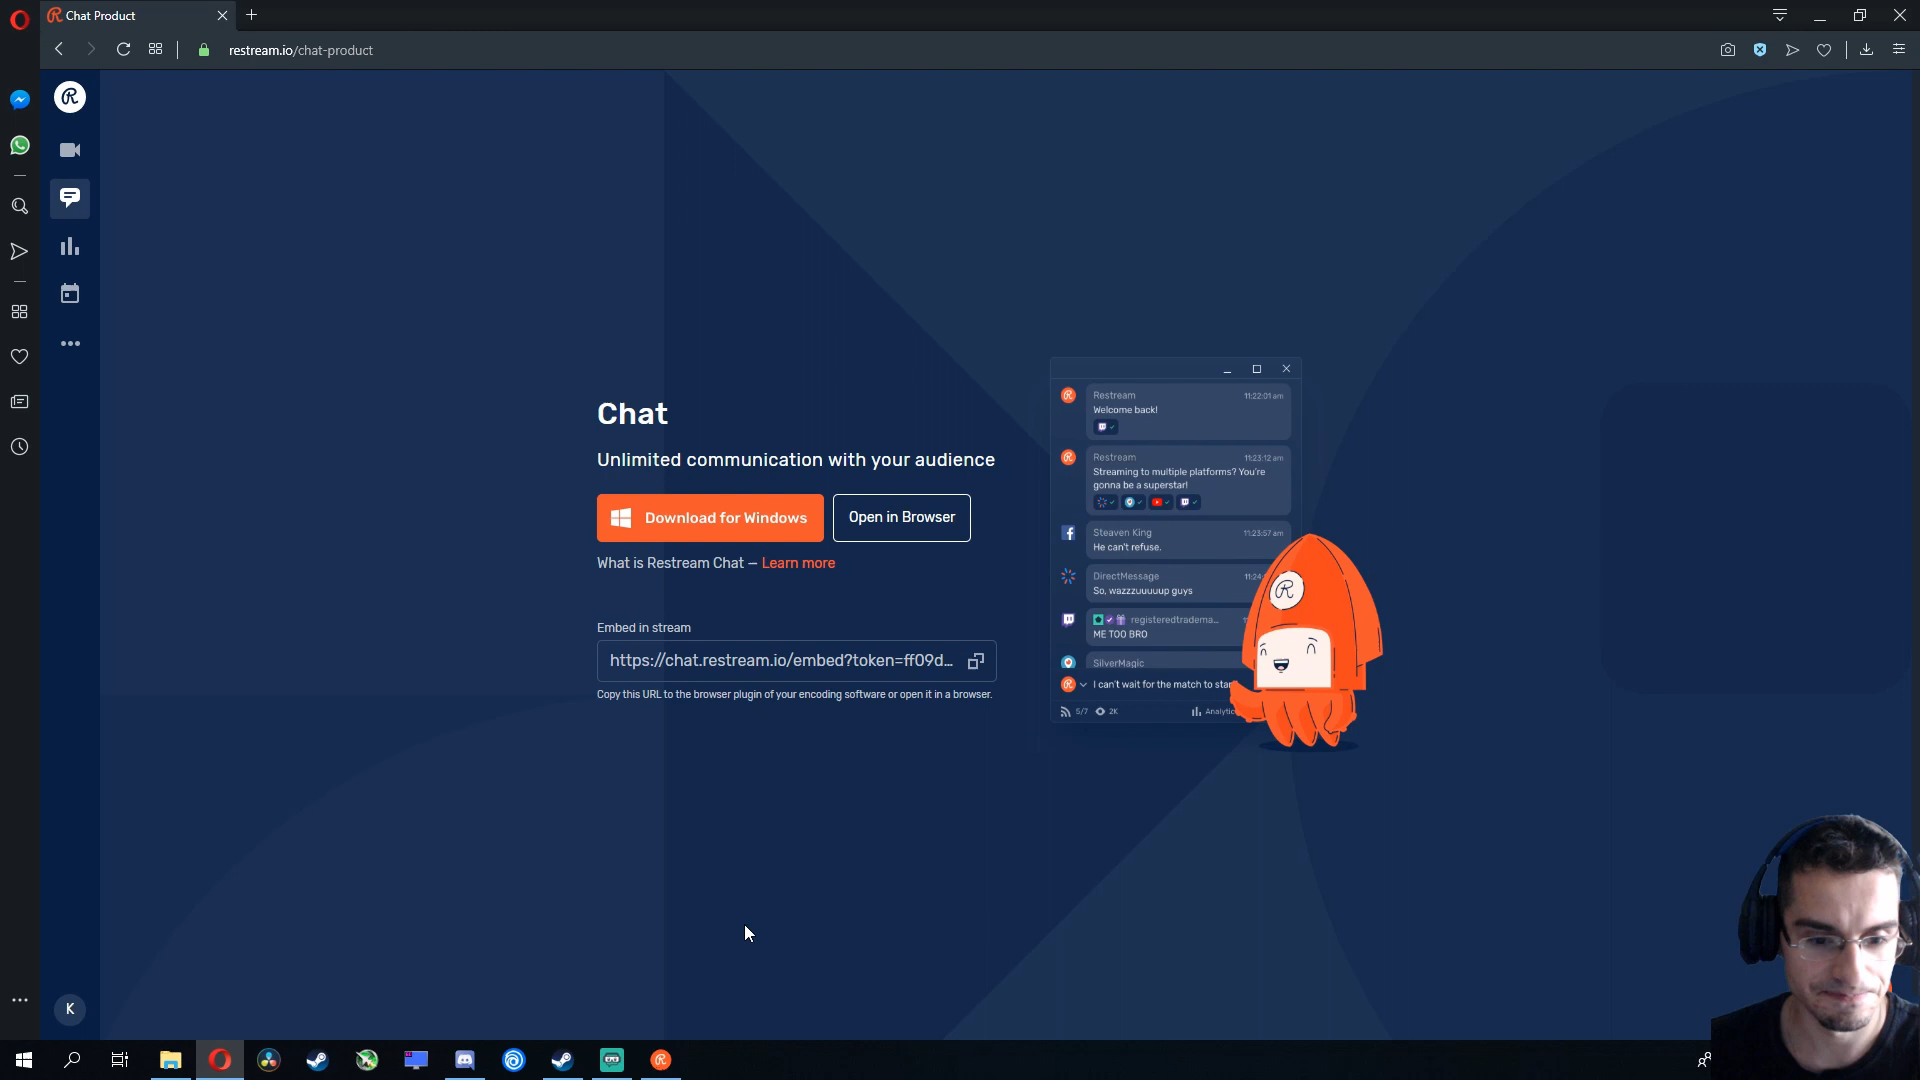 Chat Product
restream.io/chat-product
Chat
Unlimited communication with your audience
Download for Windows
Open in Browser
What is Restream Chat – Learn more
Embed in stream
https://chat.restream.io/embed?token=ff09d...
Copy this URL to the browser plugin of your encoding software or open it in a browser.
Restream 11:22:01 am
Welcome back!
Restream 11:23:12 am
Streaming to multiple platforms? You're
gonna be a superstar!
Steaven King 11:23:57 am
He can't refuse.
DirectMessage 11:24
So, wazzzuuuuup guys
registeredtradema...
ME TOO BRO
SilverMagic
I can't wait for the match to star
5/7 2K Analytic
K